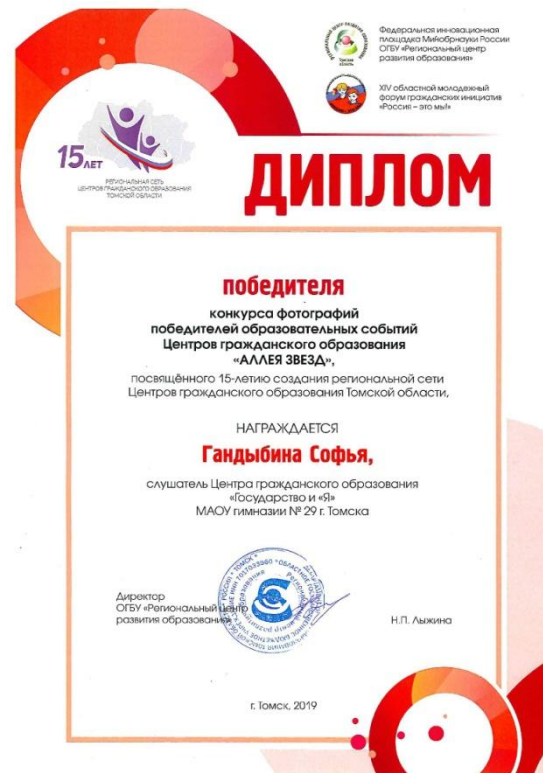 Федеральная инновационная
площадка Минобрнауки России
ОГБУ «Региональный центр
развития образования»
XIV областной молодежный
форум гражданских инициатив
«Россия – это мы!»
15 ЛЕТ
РЕГИОНАЛЬНАЯ СЕТЬ
ЦЕНТРОВ ГРАЖДАНСКОГО ОБРАЗОВАНИЯ
ТОМСКОЙ ОБЛАСТИ
ДИПЛОМ
победителя
конкурса фотографий
победителей образовательных событий
Центров гражданского образования
«АЛЛЕЯ ЗВЕЗД»,
посвящённого 15-летию создания региональной сети
Центров гражданского образования Томской области,
НАГРАЖДАЕТСЯ
Гандыбина Софья,
слушатель Центра гражданского образования
«Государство и «Я»
МАОУ гимназии № 29 г. Томска
Директор
ОГБУ «Региональный центр
развития образования»
Н.П. Лыжина
г. Томск, 2019